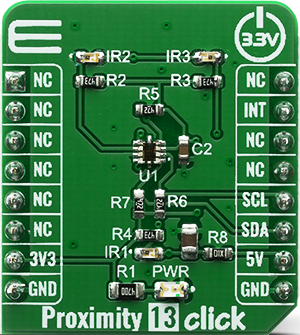 3.3V
IR2 IR3
NC R2 R3 NC
NC R5 INT
NC C2 NC
NC U1 NC
NC R7 R6 SCL
NC R4 SDA
3V3 IR1 R8 5V
GND R1 PWR GND
Proximity 13 click